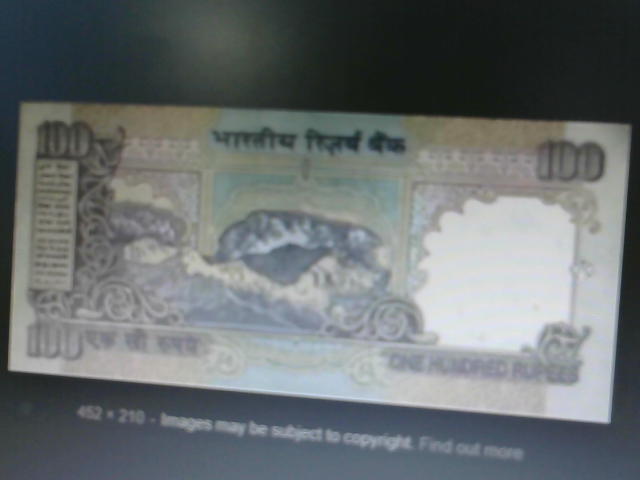 100
भारतीय रिज़र्व बैंक
100
100
एक सौ रुपये
ONE HUNDRED RUPEES
452 × 210 - Images may be subject to copyright. Find out more